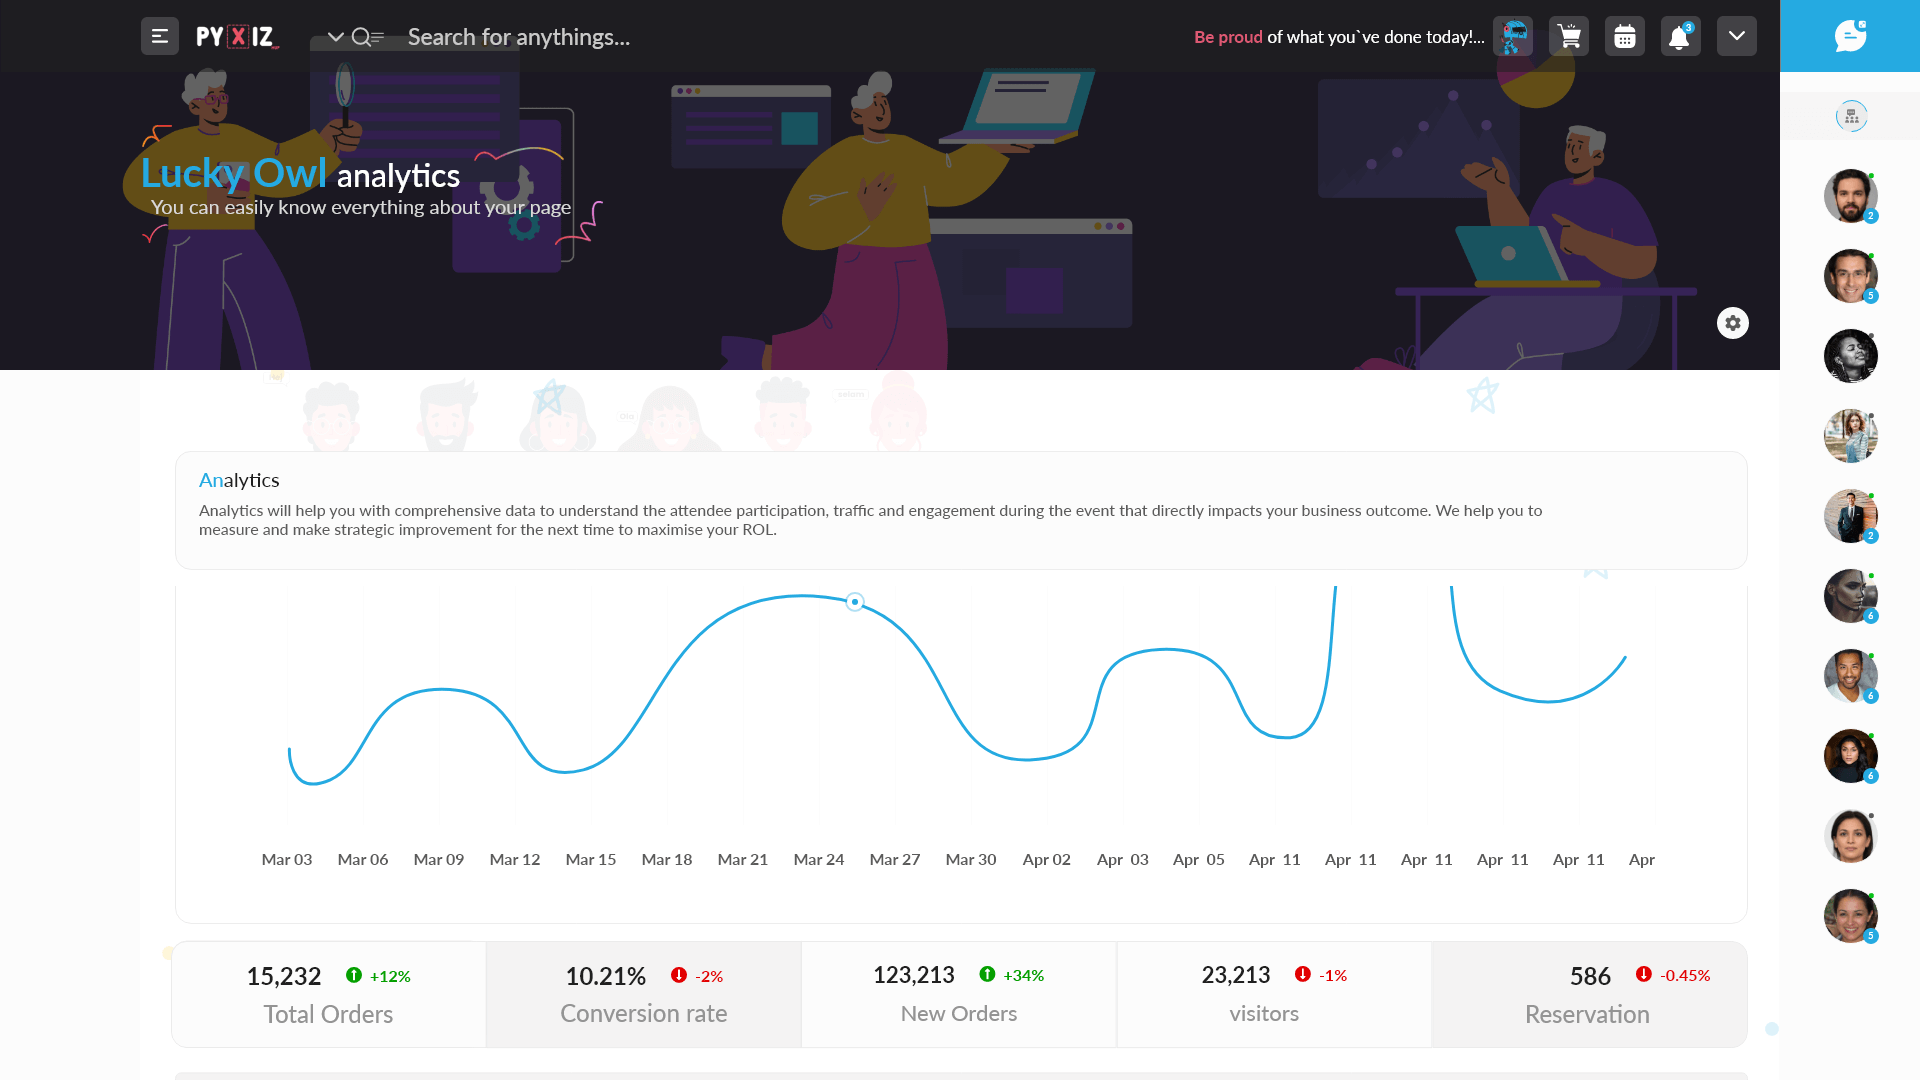 PYXIZ
Search for anythings...
Be proud of what you`ve done today!...
3
Lucky Owl analytics
You can easily know everything about your page
Ola
salam
Analytics
Analytics will help you with comprehensive data to understand the attendee participation, traffic and engagement during the event that directly impacts your business outcome. We help you to
measure and make strategic improvement for the next time to maximise your ROL.
Mar 03 Mar 06 Mar 09 Mar 12 Mar 15 Mar 18 Mar 21 Mar 24 Mar 27 Mar 30 Apr 02 Apr 03 Apr 05 Apr 11 Apr 11 Apr 11 Apr 11 Apr 11 Apr
15,232 +12%
Total Orders
10.21% -2%
Conversion rate
123,213 +34%
New Orders
23,213 -1%
visitors
586 -0.45%
Reservation
2
5
2
6
6
6
5